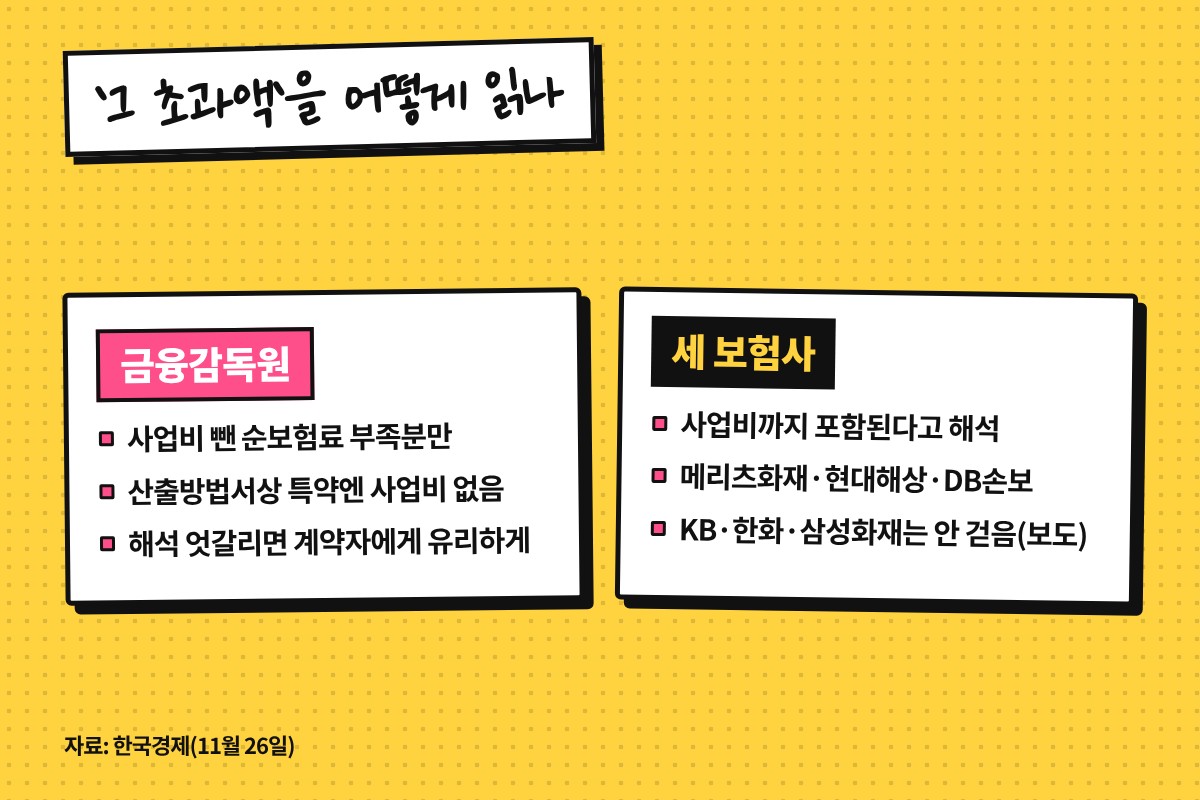 '그 초과액'을 어떻게 읽나
금융감독원
사업비 뺀 순보험료 부족분만
산출방법서상 특약엔 사업비 없음
해석 엇갈리면 계약자에게 유리하게
세 보험사
사업비까지 포함된다고 해석
메리츠화재·현대해상·DB손보
KB·한화·삼성화재는 안 걷음(보도)
자료: 한국경제(11월 26일)